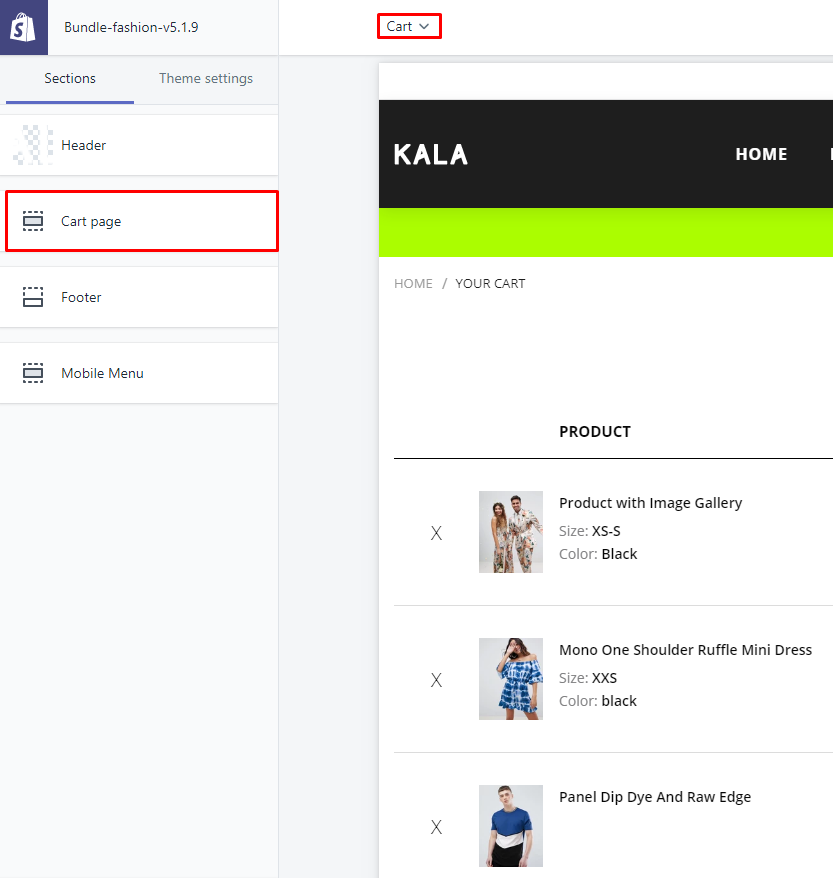 Bundle-fashion-v5.1.9
Cart
Sections
Theme settings
Header
Cart page
Footer
Mobile Menu
KALA
HOME
HOME / YOUR CART
PRODUCT
X
Product with Image Gallery
Size: XS-S
Color: Black
X
Mono One Shoulder Ruffle Mini Dress
Size: XXS
Color: black
X
Panel Dip Dye And Raw Edge